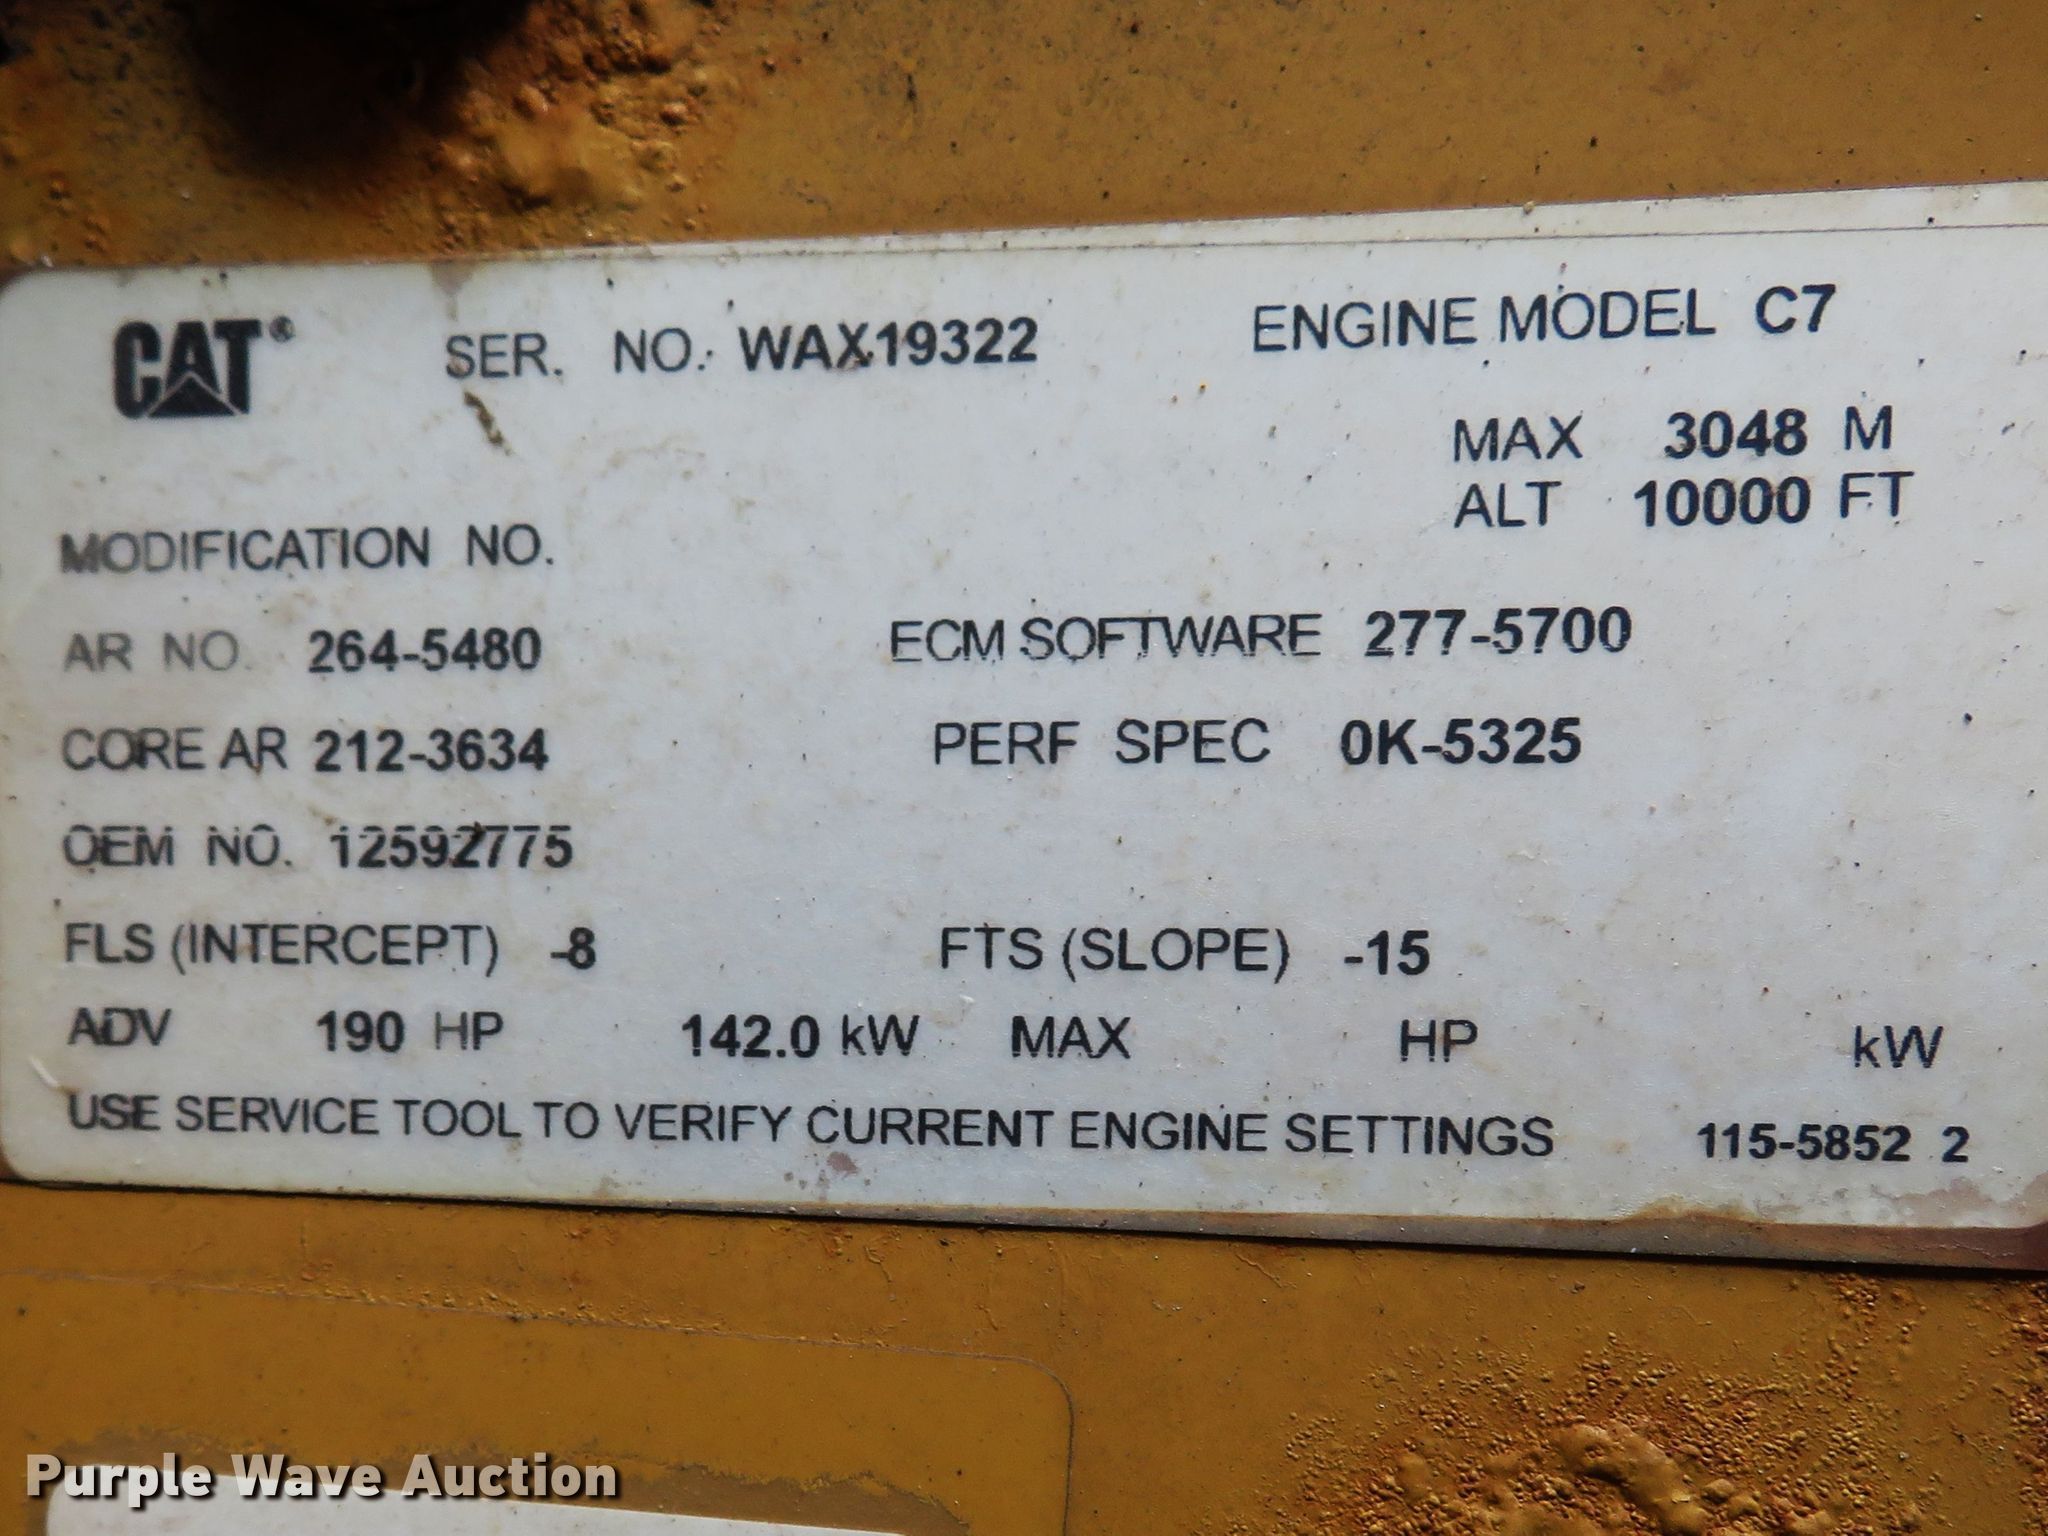 CAT® SER. NO. WAX19322 ENGINE MODEL C7
MAX 3048 M
ALT 10000 FT
MODIFICATION NO.
AR NO. 264-5480 ECM SOFTWARE 277-5700
CORE AR 212-3634 PERF SPEC 0K-5325
OEM NO. 12592775
FLS (INTERCEPT) -8 FTS (SLOPE) -15
ADV 190 HP 142.0 kW MAX HP kW
USE SERVICE TOOL TO VERIFY CURRENT ENGINE SETTINGS 115-5852 2
Purple Wave Auction